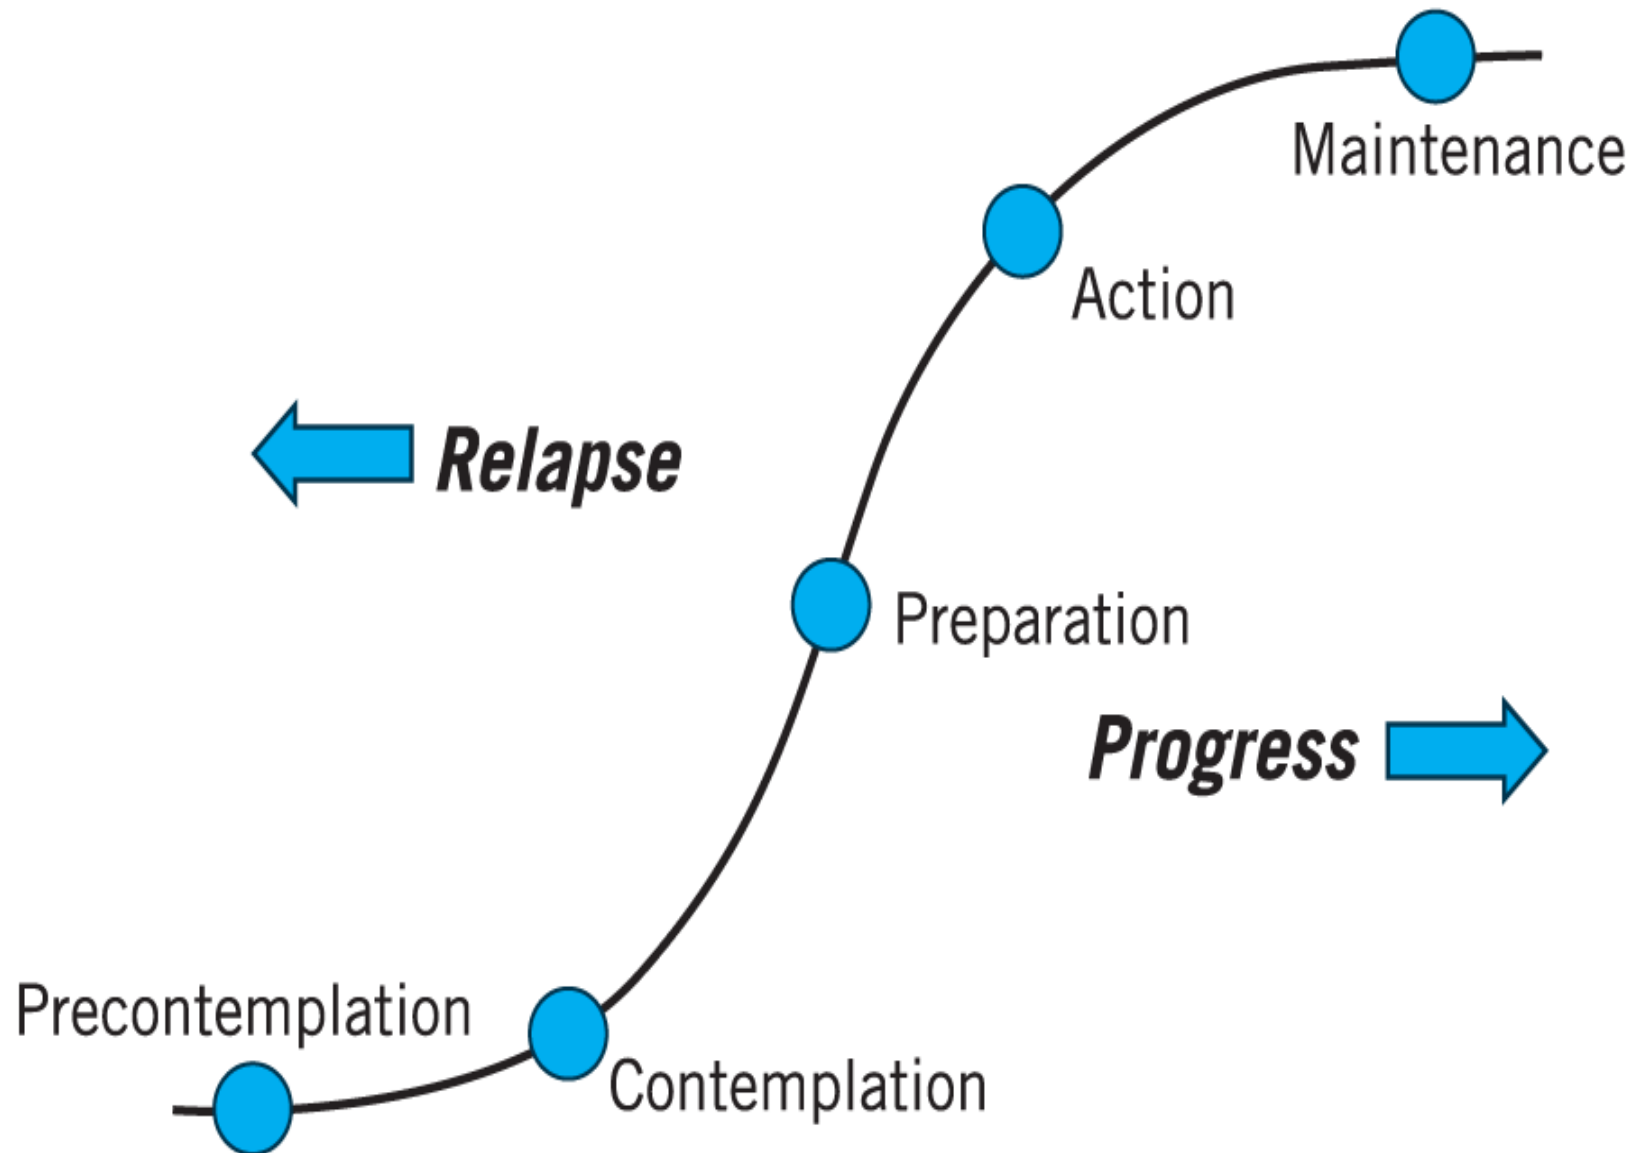 Maintenance
Action
Relapse
Preparation
Progress
Precontemplation
Contemplation